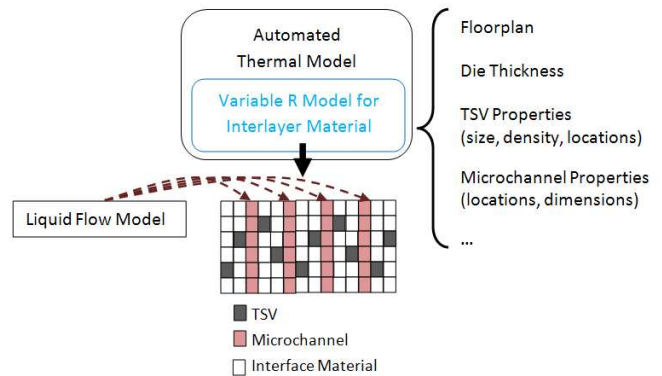 Automated
Thermal Model
Variable R Model for
Interlayer Material
Floorplan
Die Thickness
TSV Properties
(size, density, locations)
Microchannel Properties
(locations, dimensions)
...
Liquid Flow Model
TSV
Microchannel
Interface Material